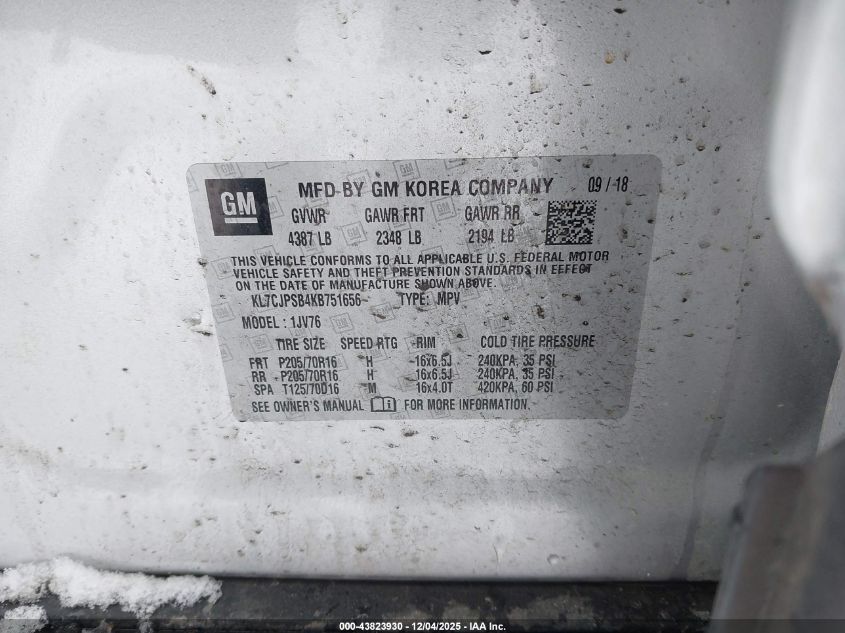 GM
MFD BY GM KOREA COMPANY 09 / 18
GVWR GAWR FRT GAWR RR
4387 LB 2348 LB 2194 LB
THIS VEHICLE CONFORMS TO ALL APPLICABLE U.S. FEDERAL MOTOR
VEHICLE SAFETY AND THEFT PREVENTION STANDARDS IN EFFECT
ON THE DATE OF MANUFACTURE SHOWN ABOVE.
KL7CJPSB4KB751656 TYPE: MPV
MODEL : 1JV76
TIRE SIZE SPEED RTG RIM COLD TIRE PRESSURE
FRT P205/70R16 H 16x6.5J 240KPA, 35 PSI
RR P205/70R16 H 16x6.5J 240KPA, 35 PSI
SPA T125/70D16 M 16x4.0T 420KPA, 60 PSI
SEE OWNER'S MANUAL FOR MORE INFORMATION.
000-43823930 - 12/04/2025 - IAA Inc.